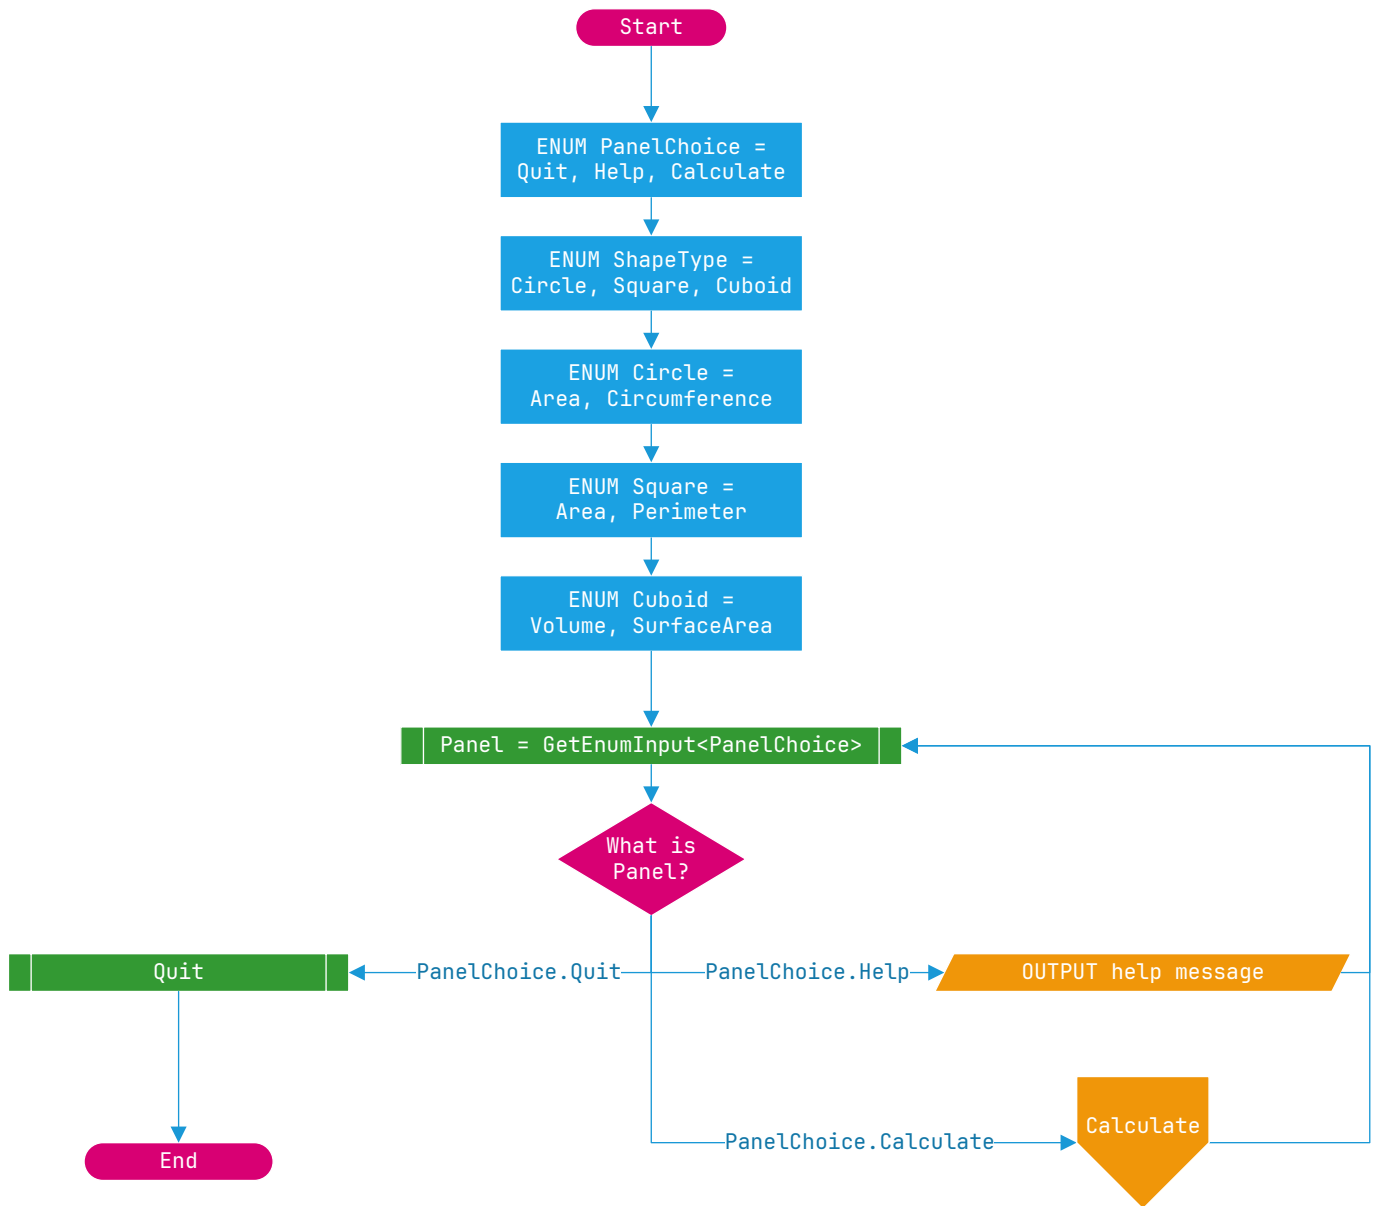 Start
ENUM PanelChoice =
Quit, Help, Calculate
ENUM ShapeType =
Circle, Square, Cuboid
ENUM Circle =
Area, Circumference
ENUM Square =
Area, Perimeter
ENUM Cuboid =
Volume, SurfaceArea
Panel = GetEnumInput<PanelChoice>
What is
Panel?
Quit
PanelChoice.Quit
PanelChoice.Help
OUTPUT help message
PanelChoice.Calculate
Calculate
End